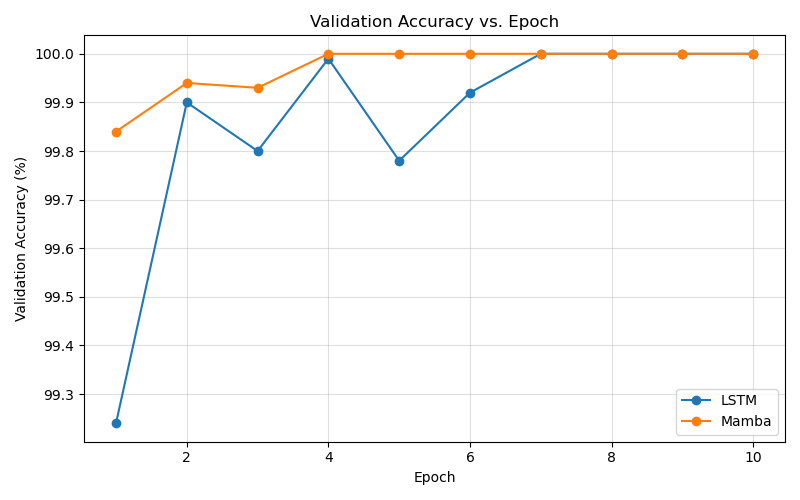 Validation Accuracy vs. Epoch
Validation Accuracy (%)
100.0
99.9
99.8
99.7
99.6
99.5
99.4
99.3
2 4 6 8 10
Epoch
LSTM
Mamba